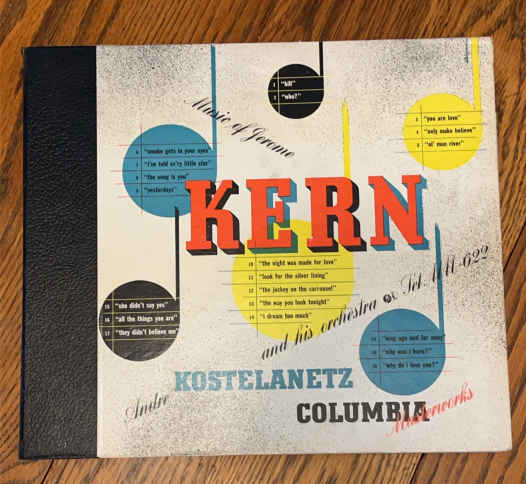 Music of Jerome
KERN
1 "kill"
2 "who?"
3 "you are love"
4 "only make believe"
5 "ol' man river"
6 "smoke gets in your eyes"
7 "i've told ev'ry little star"
8 "the song is you"
9 "yesterdays"
10 "the night was made for love"
11 "look for the silver lining"
12 "the jockey on the carrousel"
13 "the way you look tonight"
14 "i dream too much"
15 "she didn't say yes"
16 "all the things you are"
17 "they didn't believe me"
"long ago and far away"
"why was i born?"
"why do i love you?"
Andre
KOSTELANETZ
and his orchestra Set MM-622
COLUMBIA
Masterworks